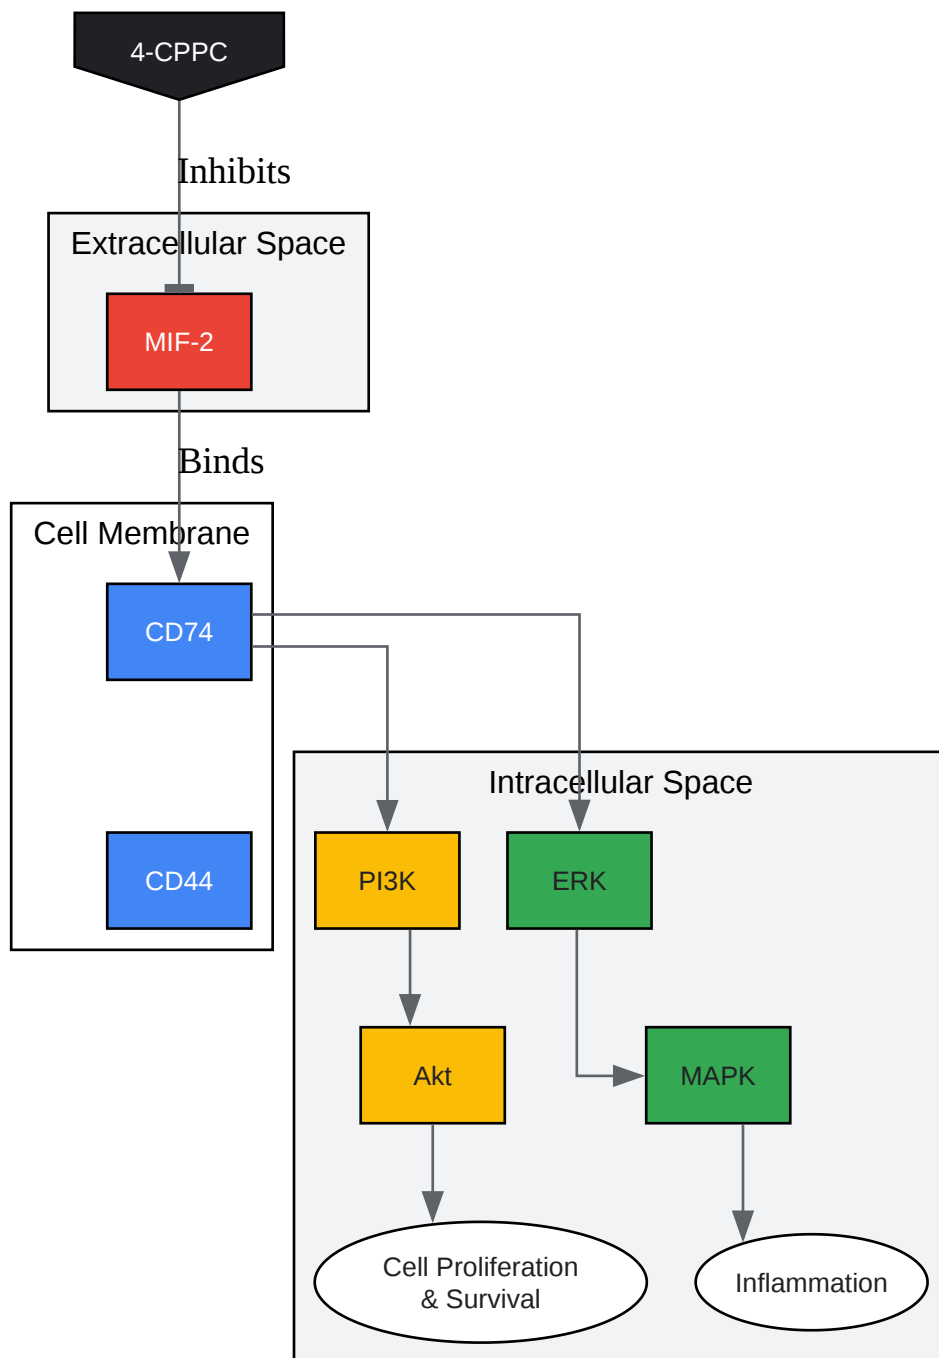 4-CPPC
Inhibits
Extracellular Space
MIF-2
Binds
Cell Membrane
CD74
Intracellular Space
CD44
PI3K
ERK
Akt
MAPK
Cell Proliferation
& Survival
Inflammation